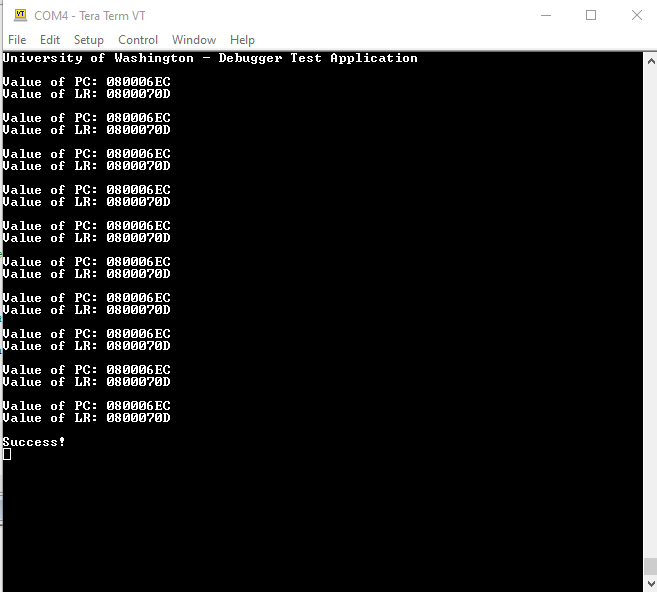 COM4 - Tera Term VT
File Edit Setup Control Window Help
University of Washington - Debugger Test Application
Value of PC: 080006EC
Value of LR: 0800070D
Value of PC: 080006EC
Value of LR: 0800070D
Value of PC: 080006EC
Value of LR: 0800070D
Value of PC: 080006EC
Value of LR: 0800070D
Value of PC: 080006EC
Value of LR: 0800070D
Value of PC: 080006EC
Value of LR: 0800070D
Value of PC: 080006EC
Value of LR: 0800070D
Value of PC: 080006EC
Value of LR: 0800070D
Value of PC: 080006EC
Value of LR: 0800070D
Value of PC: 080006EC
Value of LR: 0800070D
Success!